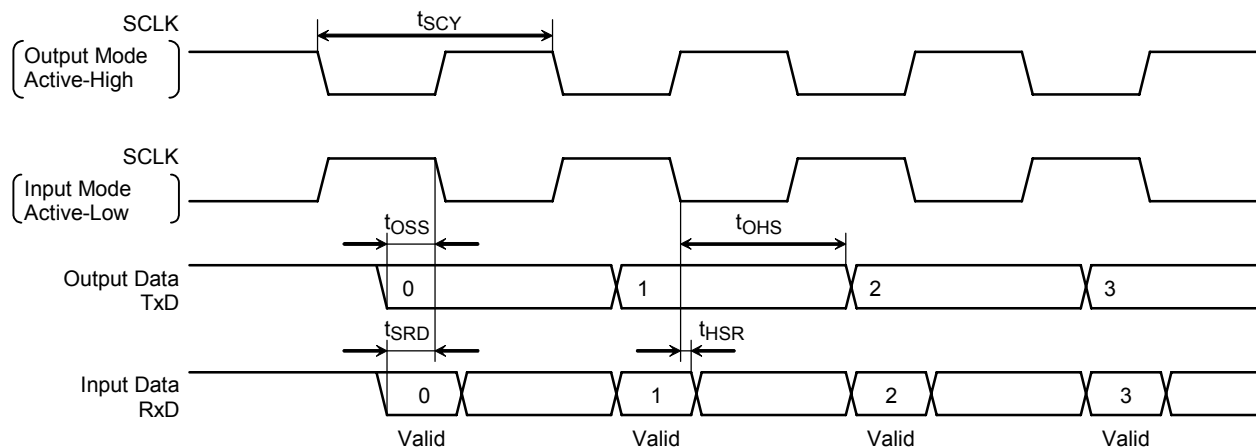 SCLK
Output Mode
Active-High
tSCY
SCLK
Input Mode
Active-Low
tOSS
tOHS
Output Data
TxD
0 1 2 3
tSRD
tHSR
Input Data
RxD
0 1 2 3
Valid Valid Valid Valid